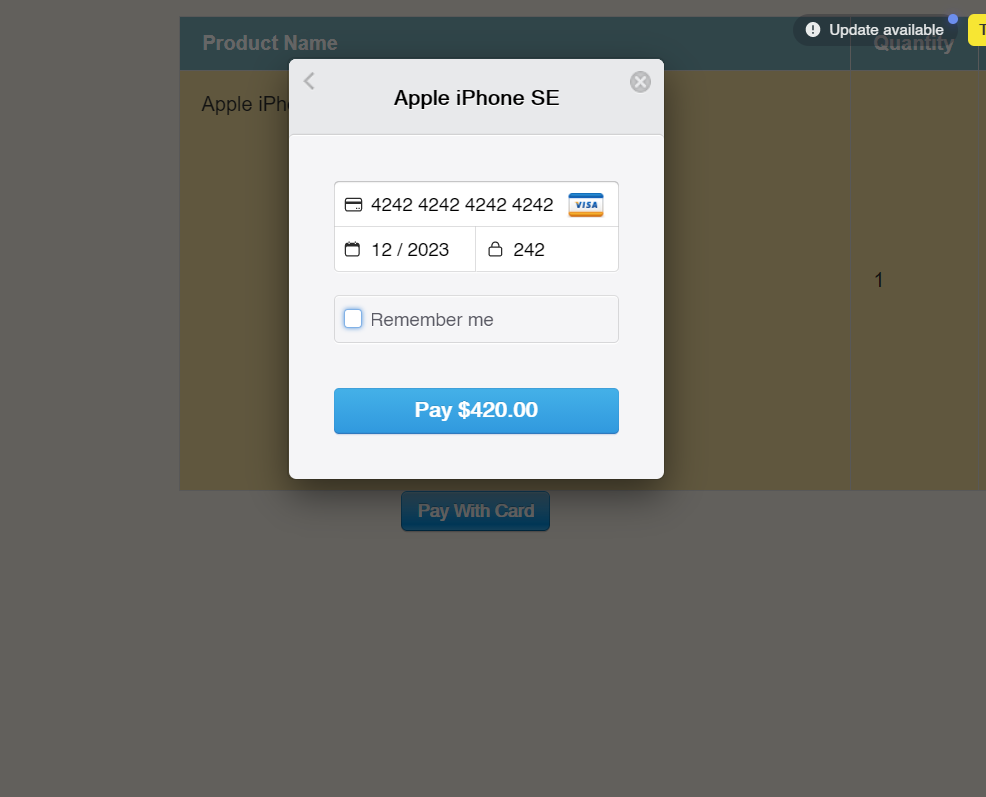 Update available
Product Name
Quantity
Apple iPhone SE
Apple iPh
4242 4242 4242 4242 VISA
12 / 2023 242
1
Remember me
Pay $420.00
Pay With Card